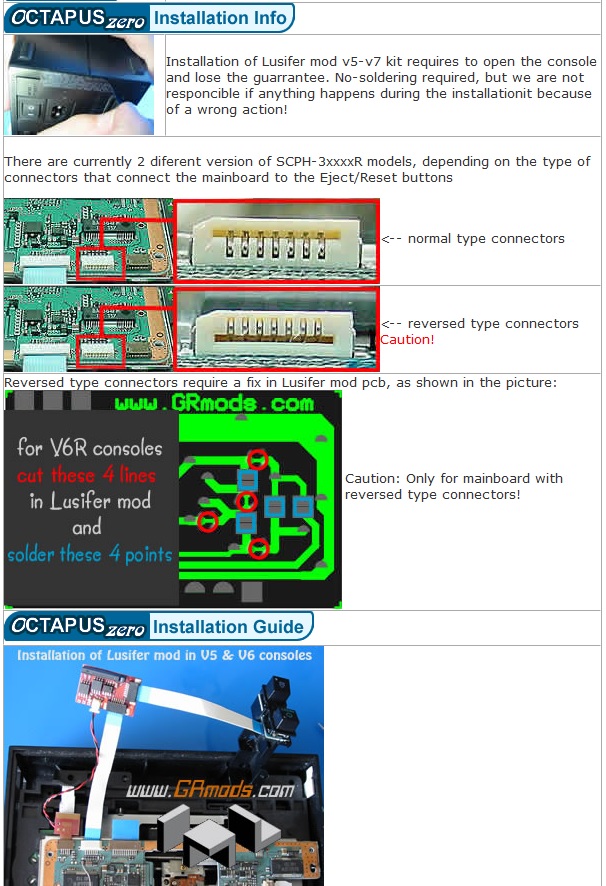 OCTAPUS zero Installation Info
Installation of Lusifer mod v5-v7 kit requires to open the console
and lose the guarrantee. No-soldering required, but we are not
responcible if anything happens during the installationit because
of a wrong action!
There are currently 2 diferent version of SCPH-3xxxxR models, depending on the type of
connectors that connect the mainboard to the Eject/Reset buttons
<-- normal type connectors
<-- reversed type connectors
Caution!
Reversed type connectors require a fix in Lusifer mod pcb, as shown in the picture:
www.GRmods.com
for V6R consoles
cut these 4 lines
in Lusifer mod
and
solder these 4 points
Caution: Only for mainboard with
reversed type connectors!
OCTAPUS zero Installation Guide
Installation of Lusifer mod in V5 & V6 consoles
www.GRmods.com